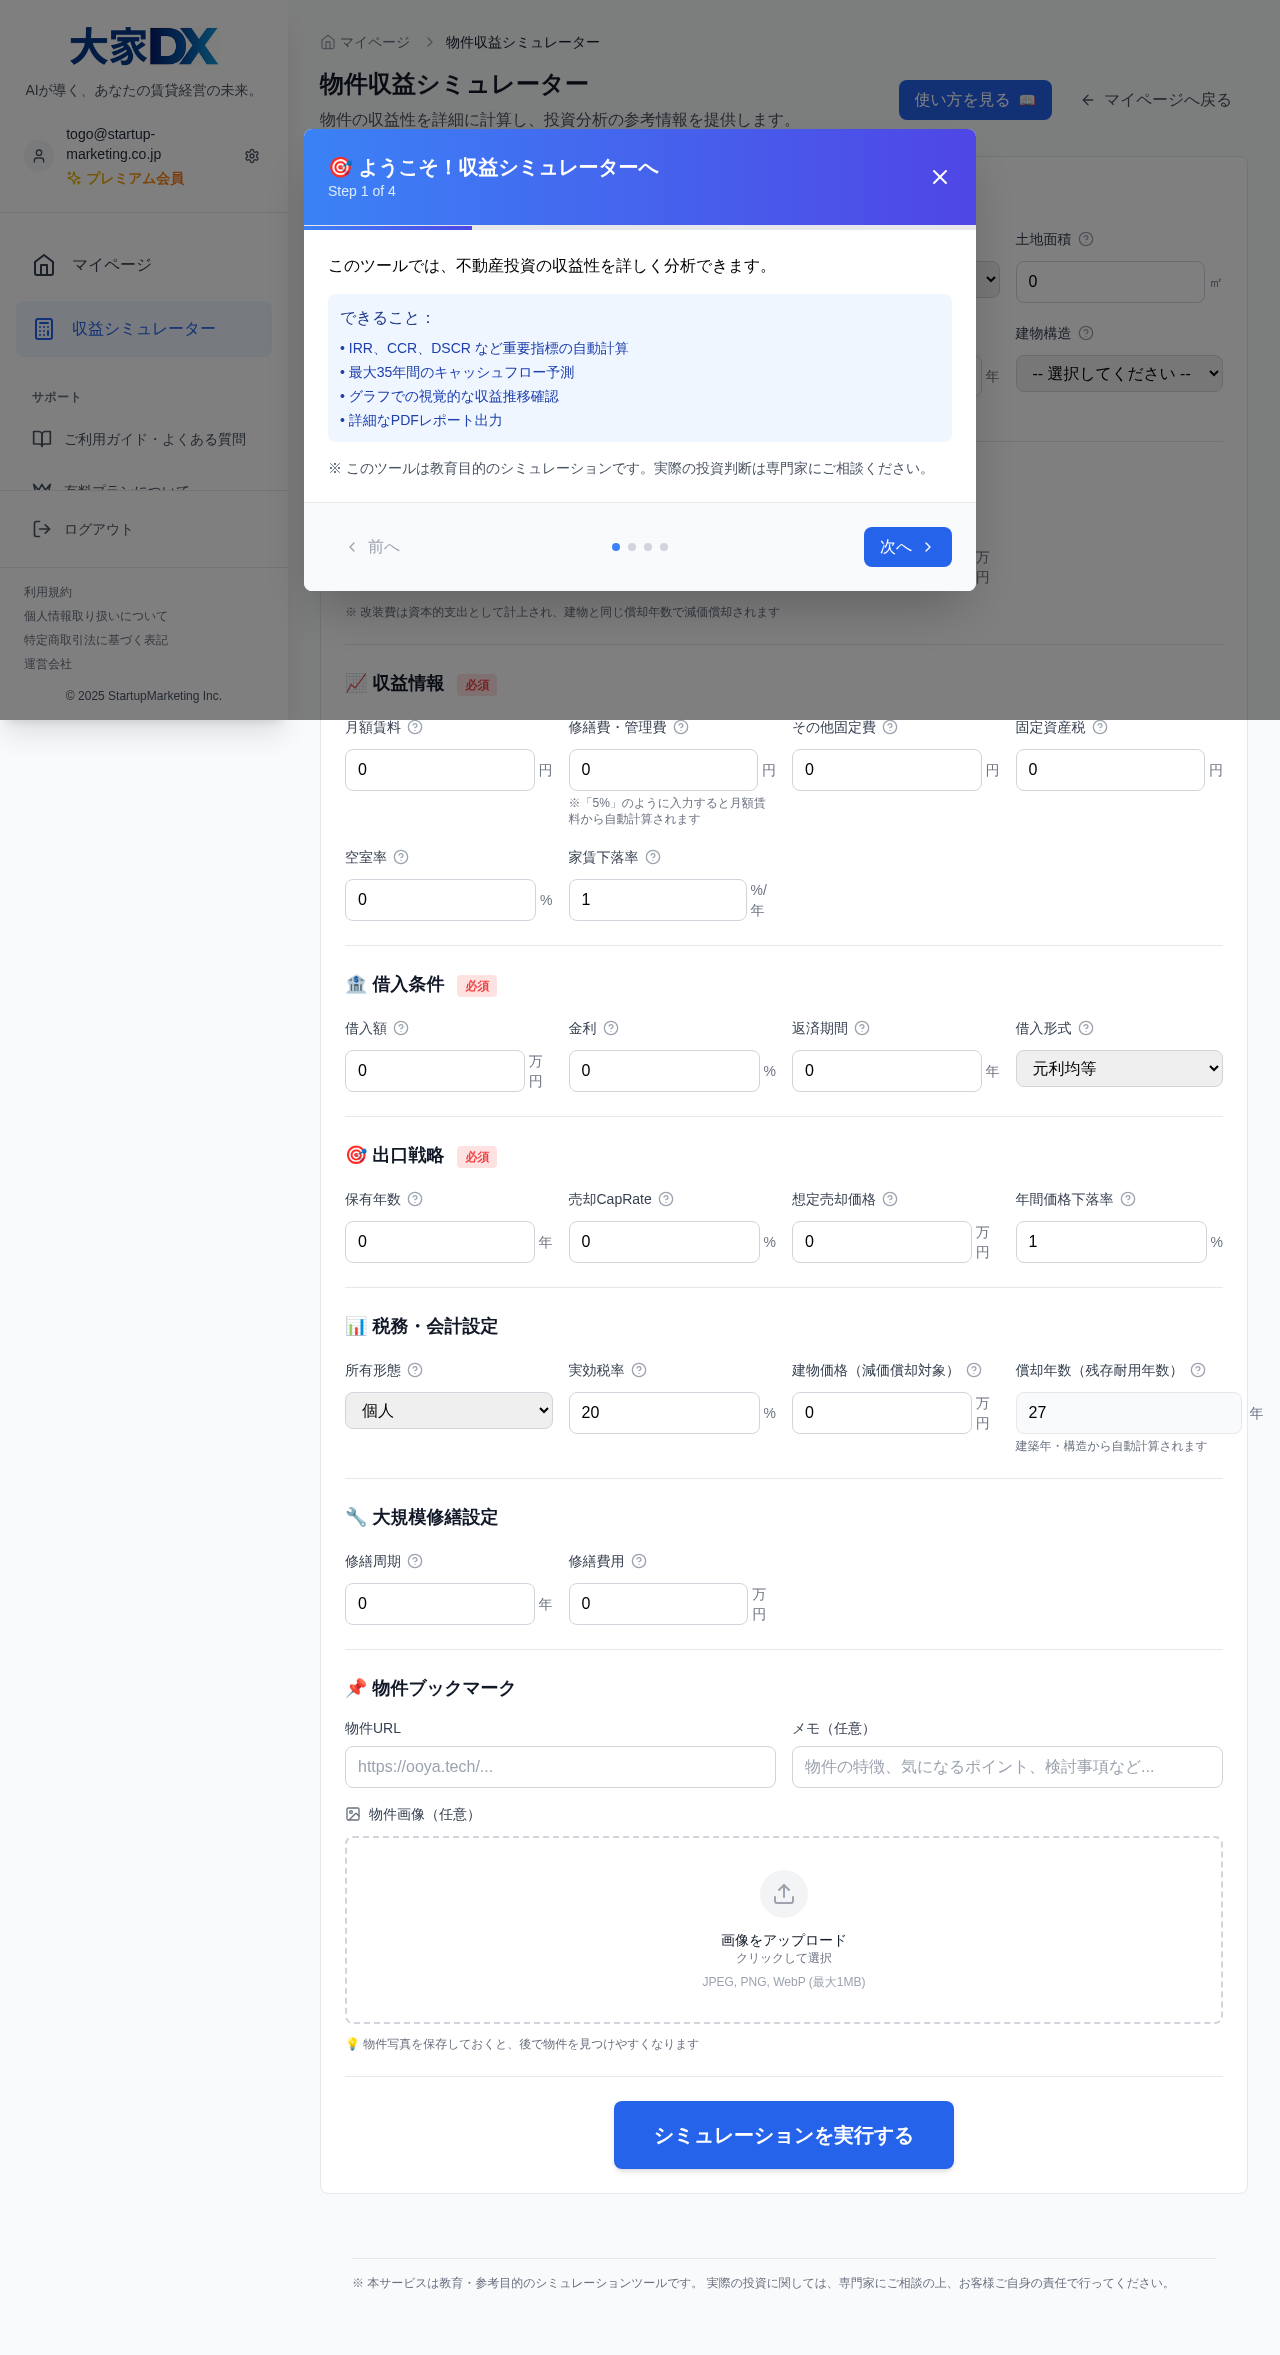 大家DX
AIが導く、あなたの賃貸経営の未来。
togo@startup-
marketing.co.jp
プレミアム会員
マイページ
収益シミュレーター
サポート
ご利用ガイド・よくある質問
有料プランについて
ログアウト
利用規約
個人情報取り扱いについて
特定商取引法に基づく表記
運営会社
© 2025 StartupMarketing Inc.
マイページ
物件収益シミュレーター
物件収益シミュレーター
物件の収益性を詳細に計算し、投資分析の参考情報を提供します。
使い方を見る 📖
マイページへ戻る
🎯 ようこそ！収益シミュレーターへ
Step 1 of 4
このツールでは、不動産投資の収益性を詳しく分析できます。
できること：
• IRR、CCR、DSCR など重要指標の自動計算
• 最大35年間のキャッシュフロー予測
• グラフでの視覚的な収益推移確認
• 詳細なPDFレポート出力
※ このツールは教育目的のシミュレーションです。実際の投資判断は専門家にご相談ください。
前へ
次へ
土地面積
0 ㎡
年
建物構造
-- 選択してください --
万円
※ 改装費は資本的支出として計上され、建物と同じ償却年数で減価償却されます
📈 収益情報 必須
月額賃料 修繕費・管理費 その他固定費 固定資産税
0 円 0 円 0 円 0 円
※「5%」のように入力すると月額賃
料から自動計算されます
空室率 家賃下落率
0 % 1 %/年
🏦 借入条件 必須
借入額 金利 返済期間 借入形式
0 万円 0 % 0 年 元利均等
🎯 出口戦略 必須
保有年数 売却CapRate 想定売却価格 年間価格下落率
0 年 0 % 0 万円 1 %
📊 税務・会計設定
所有形態 実効税率 建物価格（減価償却対象） 償却年数（残存耐用年数）
個人 20 % 0 万円 27 年
建築年・構造から自動計算されます
🔧 大規模修繕設定
修繕周期 修繕費用
0 年 0 万円
📌 物件ブックマーク
物件URL メモ（任意）
https://ooya.tech/... 物件の特徴、気になるポイント、検討事項など...
物件画像（任意）
画像をアップロード
クリックして選択
JPEG, PNG, WebP (最大1MB)
💡 物件写真を保存しておくと、後で物件を見つけやすくなります
シミュレーションを実行する
※ 本サービスは教育・参考目的のシミュレーションツールです。 実際の投資に関しては、専門家にご相談の上、お客様ご自身の責任で行ってください。